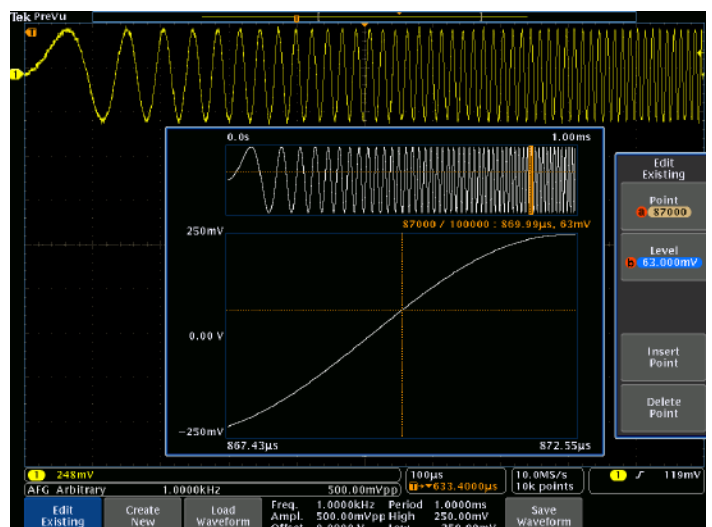 Tek PreVu
T
1
0.0s 1.00ms
87000 / 100000 : 869.99µs, 63mV
250mV
0.00 V
-250mV
867.43µs 872.55µs
Edit
Existing
Point
a 87000
Level
b 63.000mV
Insert
Point
Delete
Point
1 248mV 100µs 10.0MS/s 1 119mV
AFG Arbitrary 1.0000kHz 500.00mVpp T→▼633.4000µs 10k points
Edit
Existing
Create
New
Load
Waveform
Freq. 1.0000kHz Period 1.0000ms
Ampl. 500.00mVpp High 250.00mV
Save
Waveform